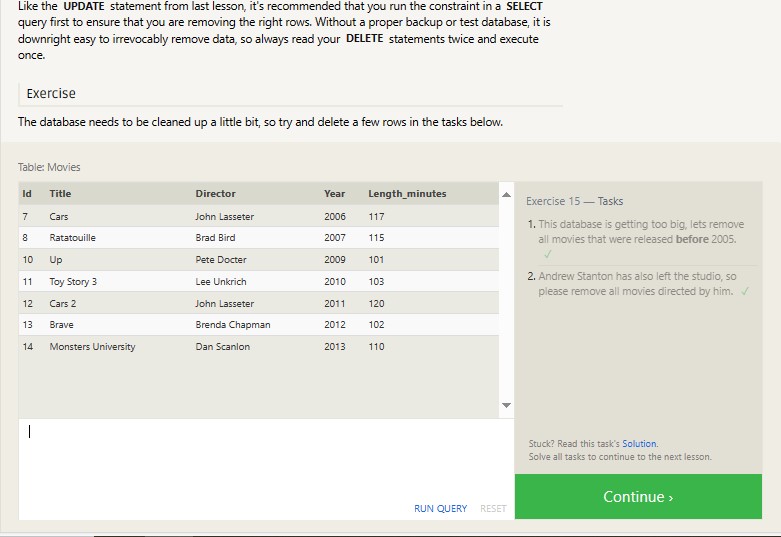 Like the UPDATE statement from last lesson, it's recommended that you run the constraint in a SELECT
query first to ensure that you are removing the right rows. Without a proper backup or test database, it is
downright easy to irrevocably remove data, so always read your DELETE statements twice and execute
once.
Exercise
The database needs to be cleaned up a little bit, so try and delete a few rows in the tasks below.
Table: Movies
Id Title Director Year Length_minutes
7 Cars John Lasseter 2006 117
8 Ratatouille Brad Bird 2007 115
10 Up Pete Docter 2009 101
11 Toy Story 3 Lee Unkrich 2010 103
12 Cars 2 John Lasseter 2011 120
13 Brave Brenda Chapman 2012 102
14 Monsters University Dan Scanlon 2013 110
RUN QUERY RESET
Exercise 15 — Tasks
1. This database is getting too big, lets remove
all movies that were released before 2005.
✓
2. Andrew Stanton has also left the studio, so
please remove all movies directed by him. ✓
Stuck? Read this task's Solution.
Solve all tasks to continue to the next lesson.
Continue ›